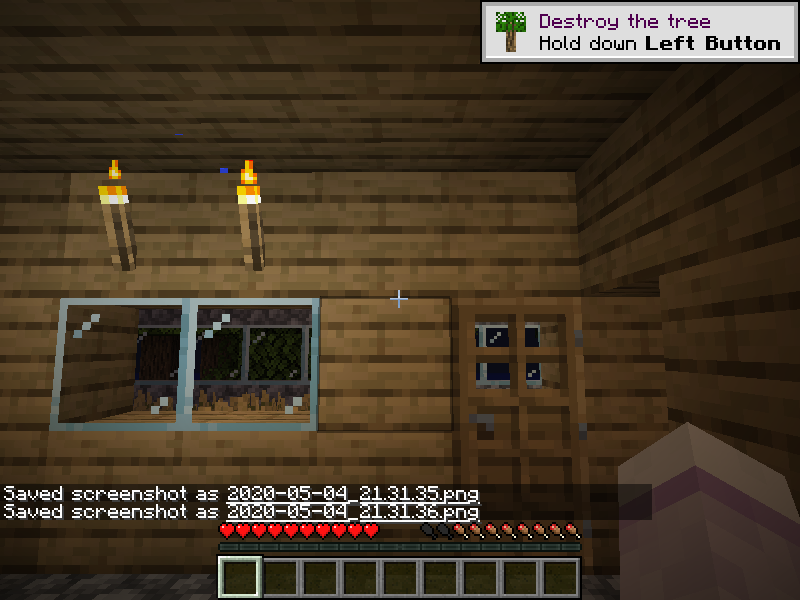 Destroy the tree
Hold down Left Button
Saved screenshot as 2020-05-04_21.31.35.png
Saved screenshot as 2020-05-04_21.31.36.png